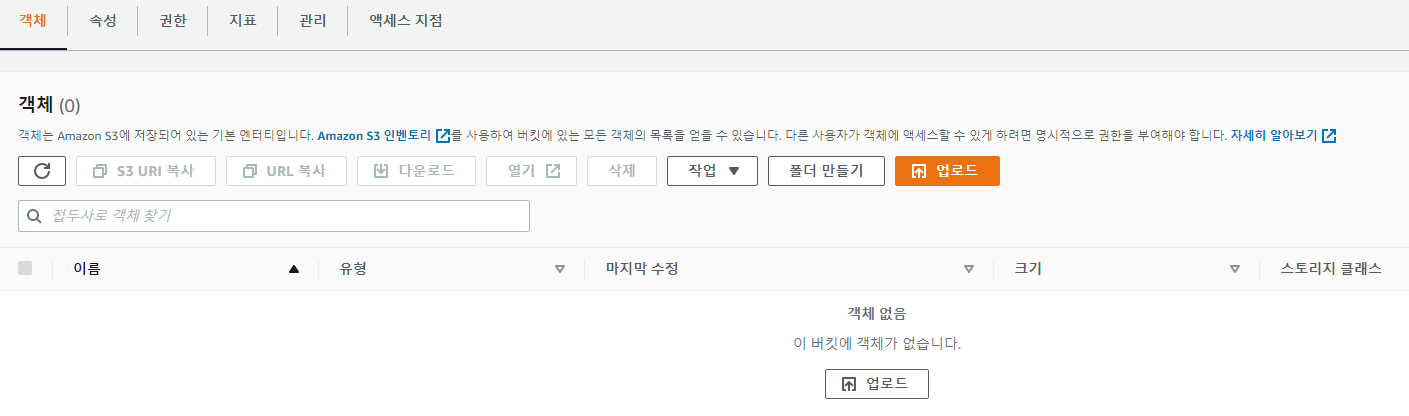 객체 속성 권한 지표 관리 액세스 지점
객체 (0)
객체는 Amazon S3에 저장되어 있는 기본 엔터티입니다. Amazon S3 인벤토리 를 사용하여 버킷에 있는 모든 객체의 목록을 얻을 수 있습니다. 다른 사용자가 객체에 액세스할 수 있게 하려면 명시적으로 권한을 부여해야 합니다. 자세히 알아보기
S3 URI 복사 URL 복사 다운로드 열기 삭제 작업 폴더 만들기 업로드
접두사로 객체 찾기
이름 유형 마지막 수정 크기 스토리지 클래스
객체 없음
이 버킷에 객체가 없습니다.
업로드